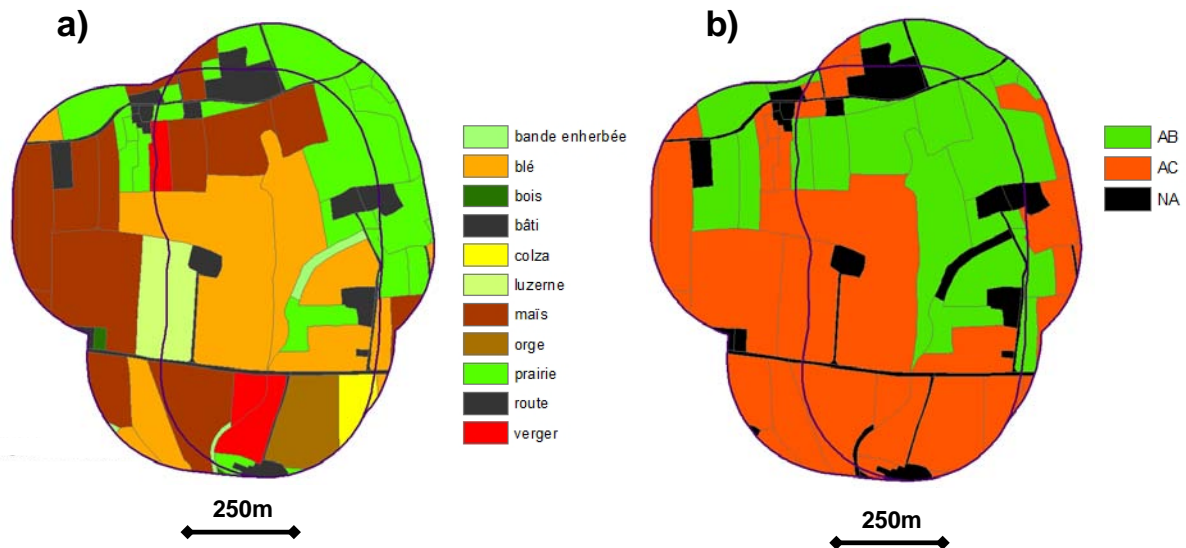 a)
bande enherbée
blé
bois
bâti
colza
luzerne
maïs
orge
prairie
route
verger
250m
b)
AB
AC
NA
250m